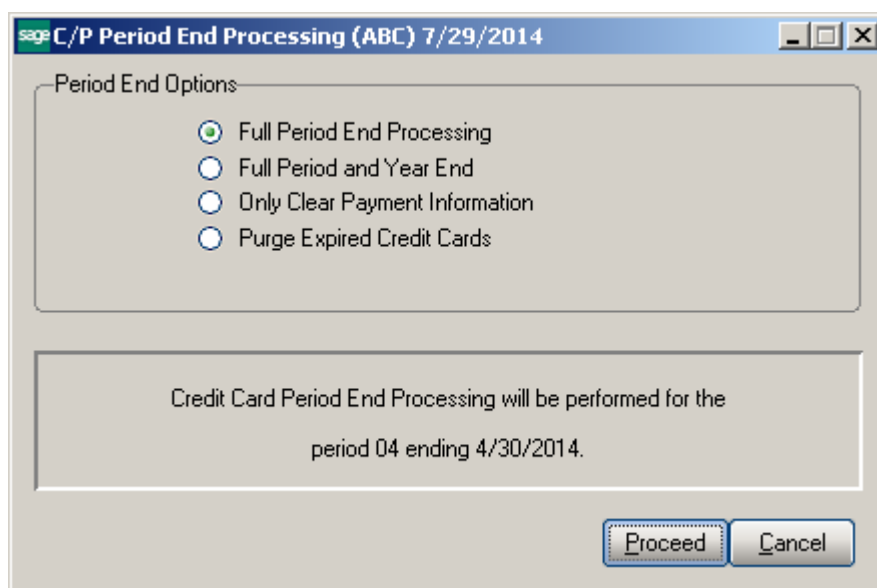 sage C/P Period End Processing (ABC) 7/29/2014
Period End Options
Full Period End Processing
Full Period and Year End
Only Clear Payment Information
Purge Expired Credit Cards
Credit Card Period End Processing will be performed for the
period 04 ending 4/30/2014.
Proceed Cancel